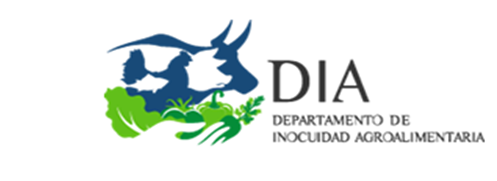 DIA
DEPARTAMENTO DE
INOCUIDAD AGROALIMENTARIA